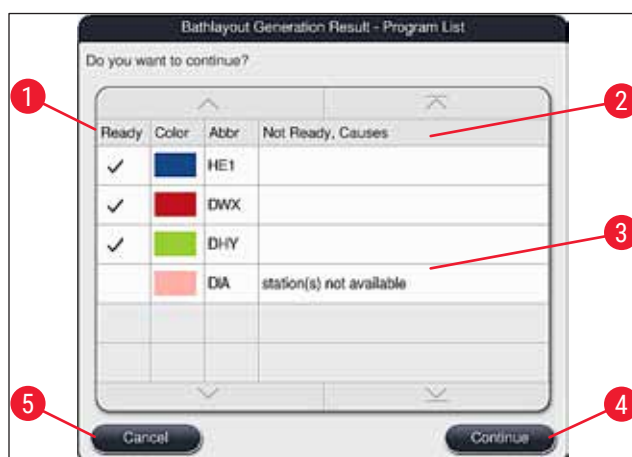 Bathlayout Generation Result - Program List
Do you want to continue?
1
2
Ready Color Abbr Not Ready, Causes
HE1
DWX
DHY
3
DIA station(s) not available
5
4
Cancel Continue